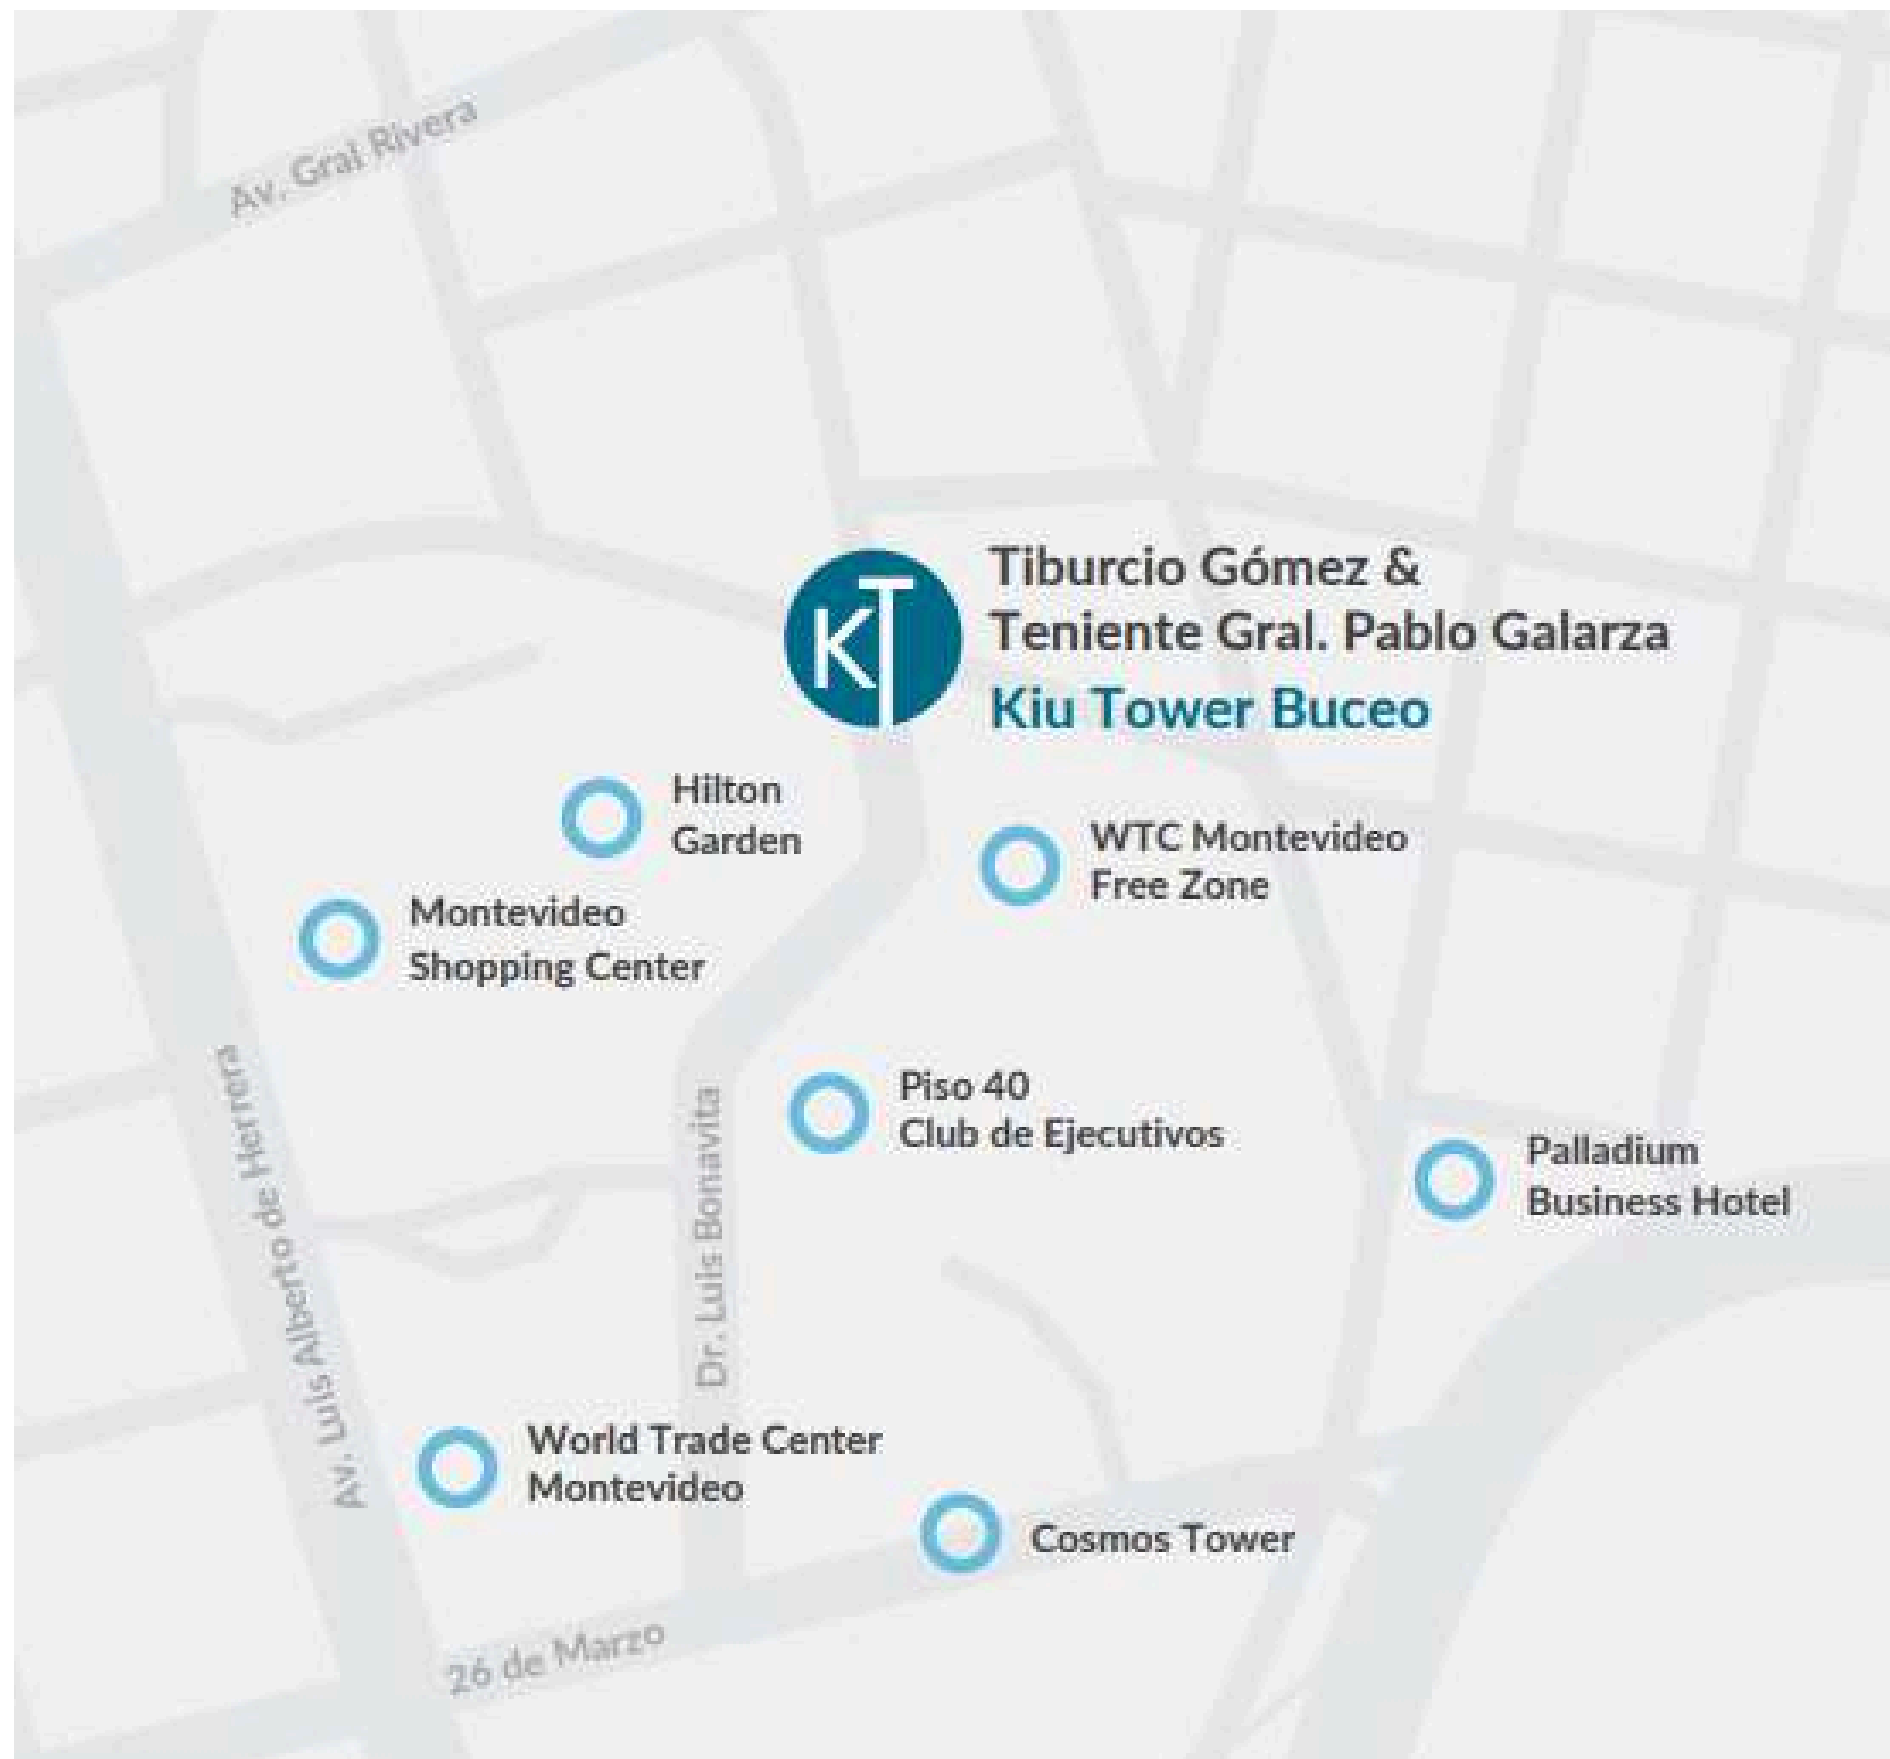 Av. Gral Rivera
KT
Tiburcio Gómez &
Teniente Gral. Pablo Galarza
Kiu Tower Buceo
Hilton
Garden
WTC Montevideo
Free Zone
Montevideo
Shopping Center
Piso 40
Club de Ejecutivos
Palladium
Business Hotel
Av. Luis Alberto de Herrera
Dr. Luis Bonavita
World Trade Center
Montevideo
Cosmos Tower
26 de Marzo